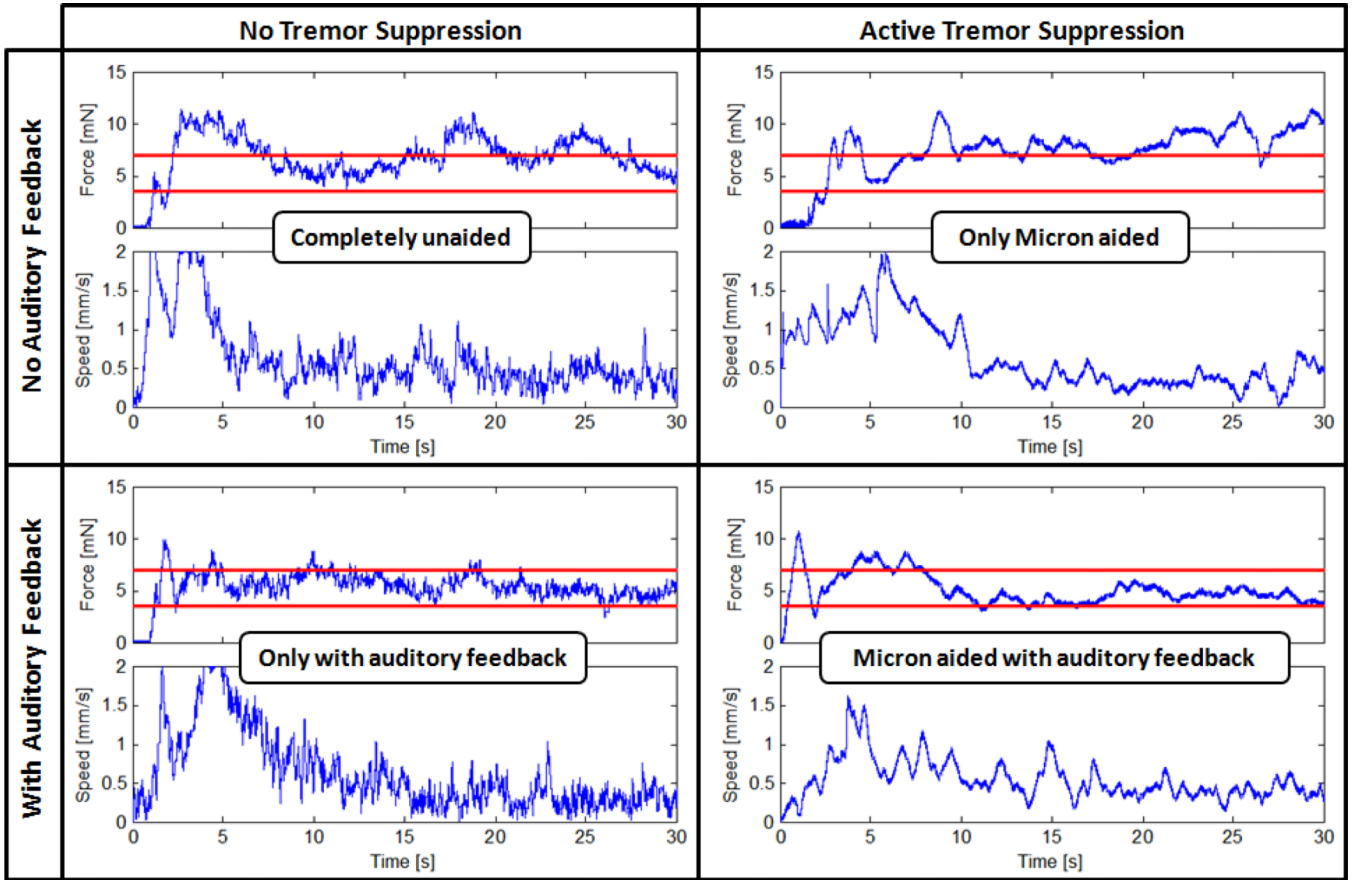 No Tremor Suppression
Active Tremor Suppression
No Auditory Feedback
15
10
5
0
Force [mN]
Completely unaided
2
1.5
1
0.5
0
Speed [mm/s]
0 5 10 15 20 25 30
Time [s]
15
10
5
0
Force [mN]
Only Micron aided
2
1.5
1
0.5
0
Speed [mm/s]
0 5 10 15 20 25 30
Time [s]
With Auditory Feedback
15
10
5
0
Force [mN]
Only with auditory feedback
2
1.5
1
0.5
0
Speed [mm/s]
0 5 10 15 20 25 30
Time [s]
15
10
5
0
Force [mN]
Micron aided with auditory feedback
2
1.5
1
0.5
0
Speed [mm/s]
0 5 10 15 20 25 30
Time [s]